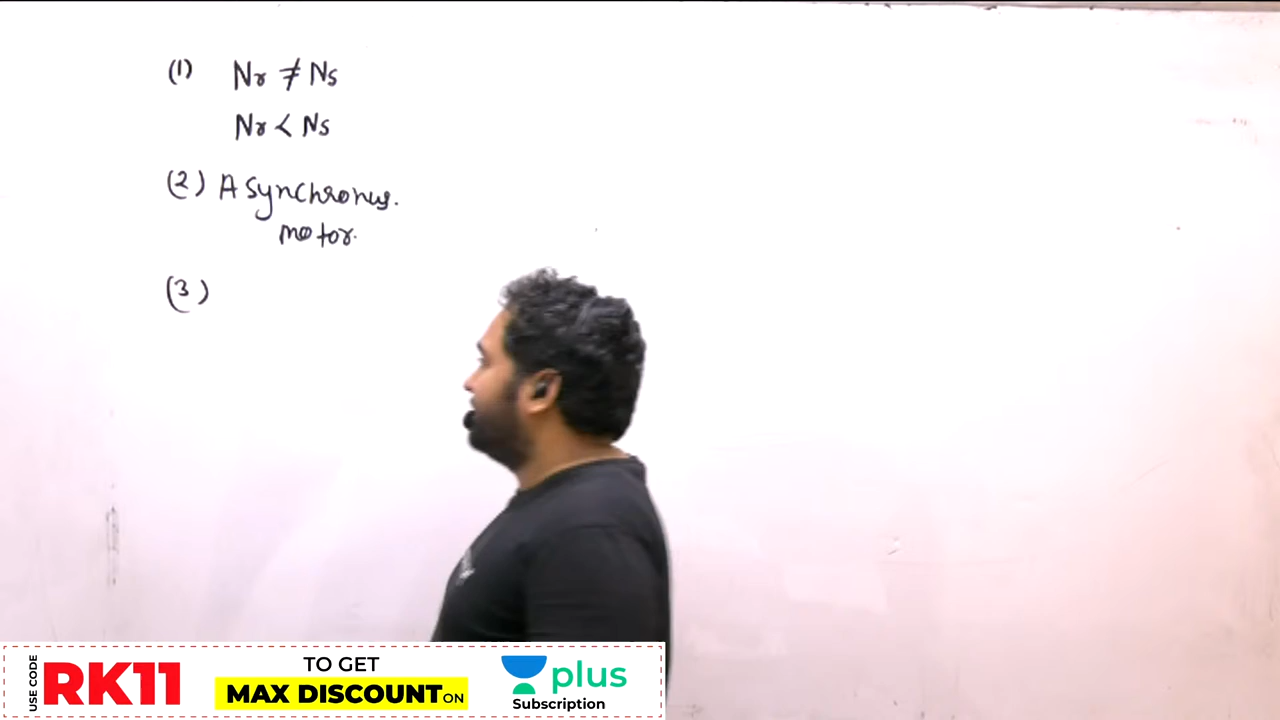 (1) Nr ≠ Ns
Nr < Ns
(2) Asynchronus.
motor.
(3)
USE CODE
RK11
TO GET
MAX DISCOUNT ON
plus
Subscription